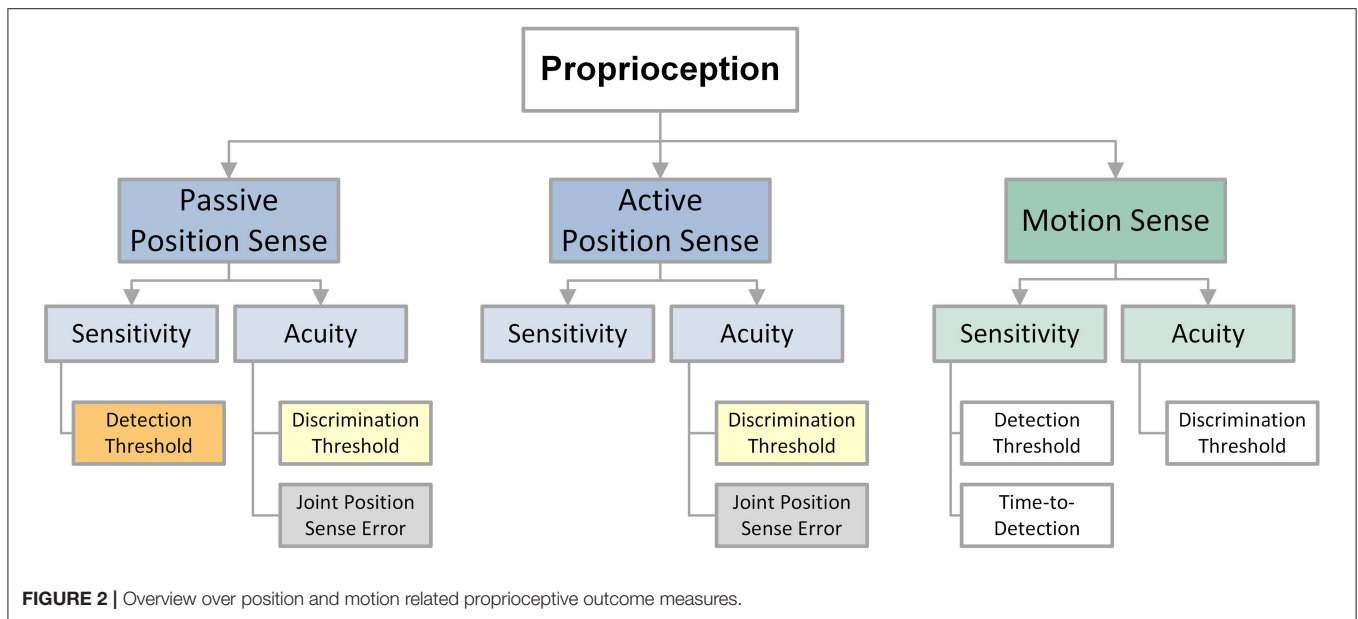 Proprioception
Passive
Position Sense
Active
Position Sense
Motion Sense
Sensitivity
Acuity
Sensitivity
Acuity
Sensitivity
Acuity
Detection
Threshold
Discrimination
Threshold
Discrimination
Threshold
Detection
Threshold
Discrimination
Threshold
Joint Position
Sense Error
Joint Position
Sense Error
Time-to-
Detection
FIGURE 2 | Overview over position and motion related proprioceptive outcome measures.